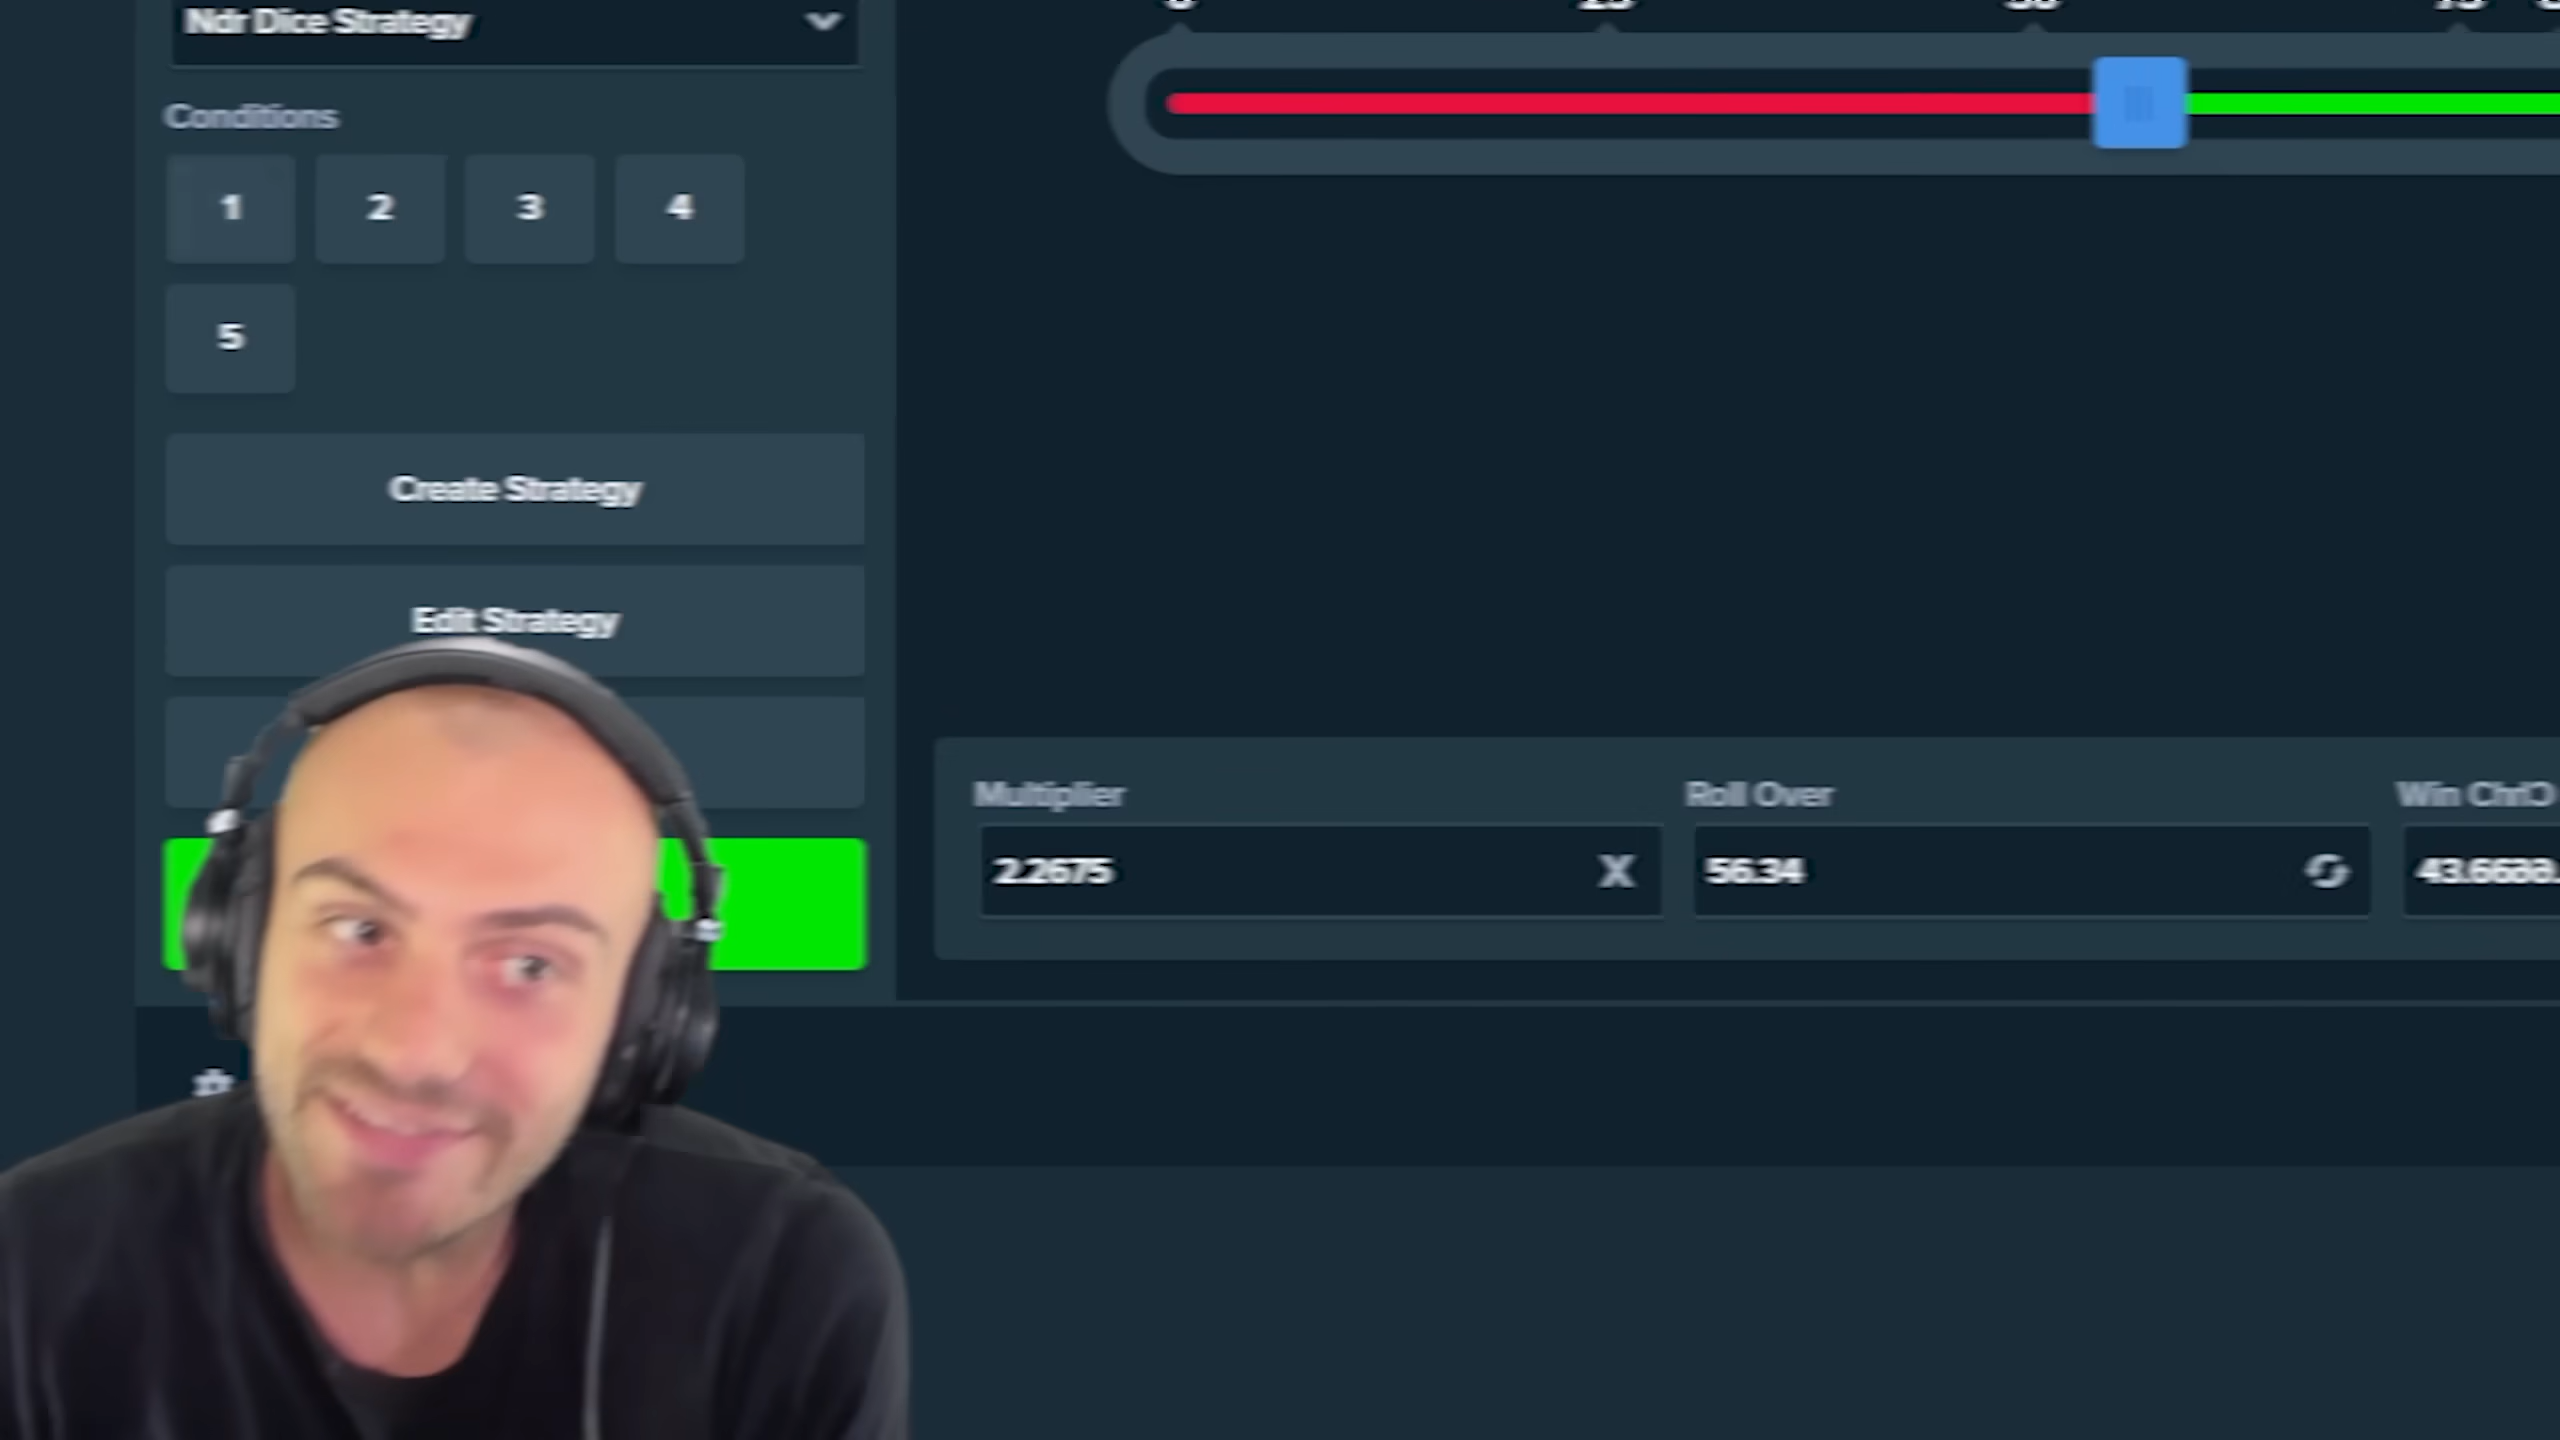 Ndr Dice Strategy
Conditions
1 2 3 4
5
Create Strategy
Edit Strategy
Multiplier
2.2675
Roll Over
56.34